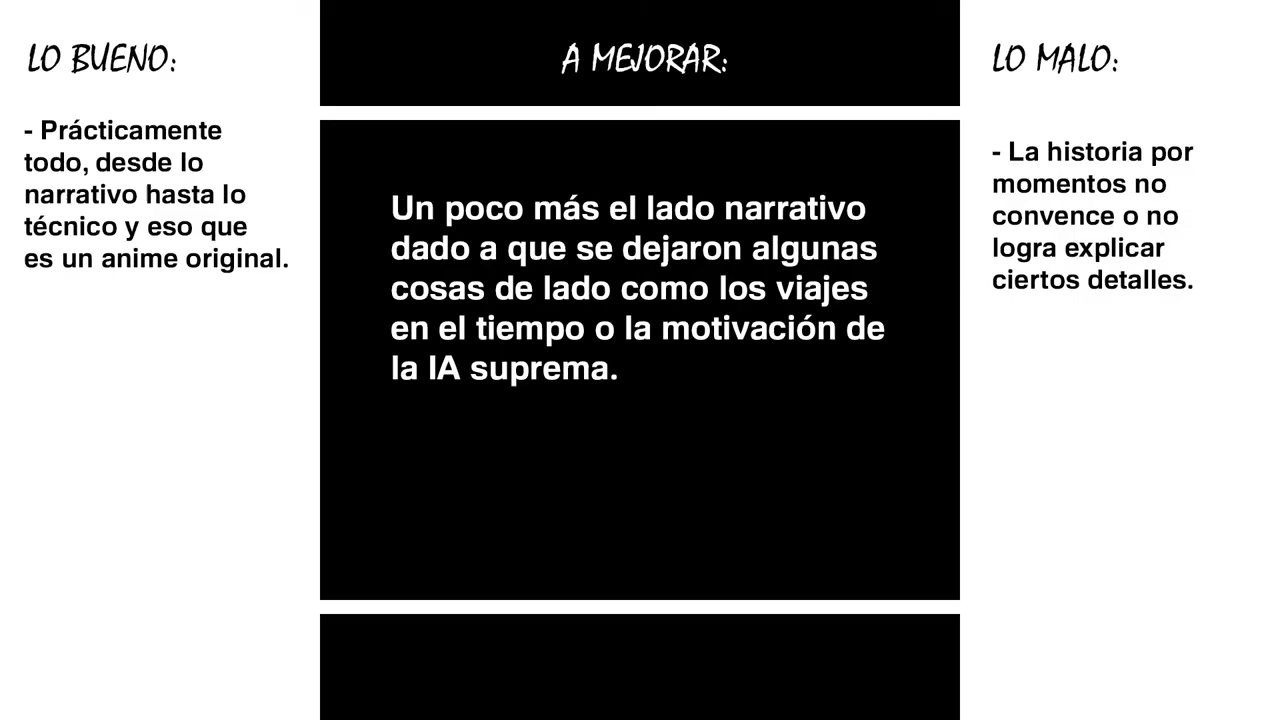 LO BUENO:
- Prácticamente
todo, desde lo
narrativo hasta lo
técnico y eso que
es un anime original.
A MEJORAR:
Un poco más el lado narrativo
dado a que se dejaron algunas
cosas de lado como los viajes
en el tiempo o la motivación de
la IA suprema.
LO MALO:
- La historia por
momentos no
convence o no
logra explicar
ciertos detalles.